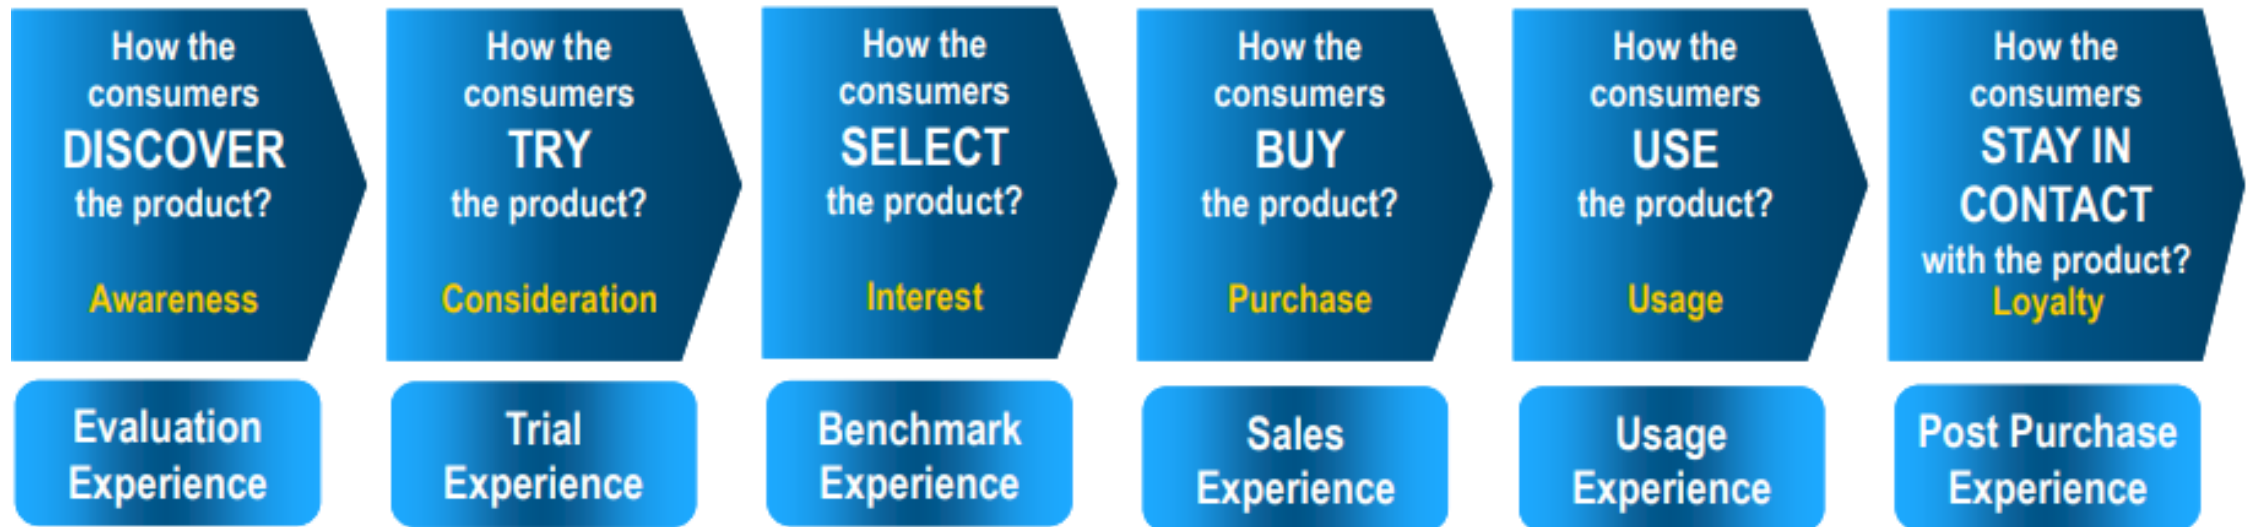 How the
consumers
DISCOVER
the product?
Awareness
How the
consumers
TRY
the product?
Consideration
How the
consumers
SELECT
the product?
Interest
How the
consumers
BUY
the product?
Purchase
How the
consumers
USE
the product?
Usage
How the
consumers
STAY IN
CONTACT
with the product?
Loyalty
Evaluation
Experience
Trial
Experience
Benchmark
Experience
Sales
Experience
Usage
Experience
Post Purchase
Experience